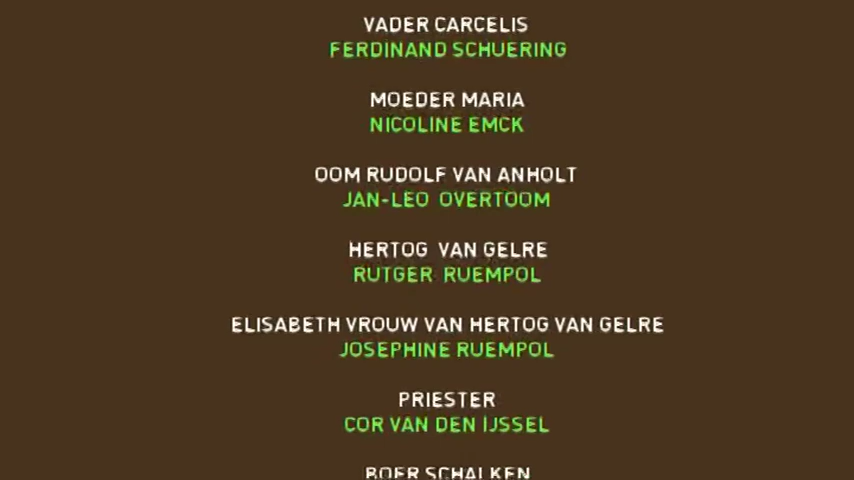 VADER CARCELIS
FERDINAND SCHUERING
MOEDER MARIA
NICOLINE EMCK
OOM RUDOLF VAN ANHOLT
JAN-LEO OVERTOOM
HERTOG VAN GELRE
RUTGER RUEMPOL
ELISABETH VROUW VAN HERTOG VAN GELRE
JOSEPHINE RUEMPOL
PRIESTER
COR VAN DEN IJSSEL
BOER SCHALKEN